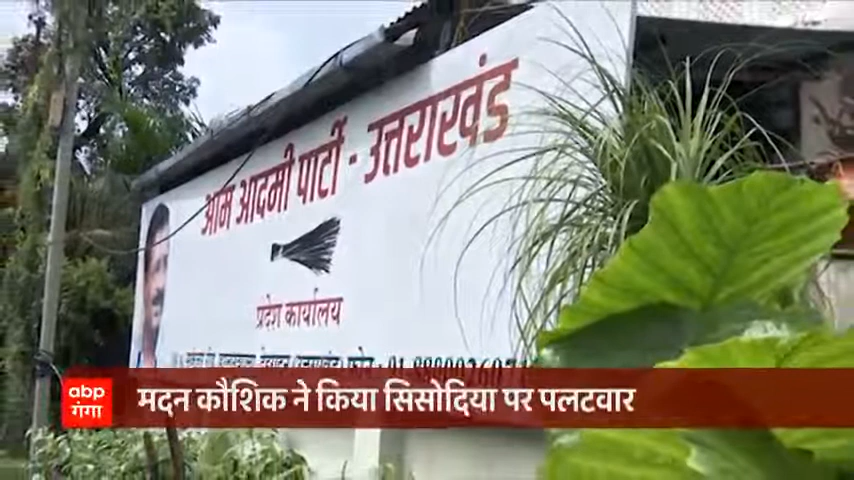 आम आदमी पार्टी - उत्तराखंड
प्रदेश कार्यालय
abp
गंगा
मदन कौशिक ने किया सिसोदिया पर पलटवार